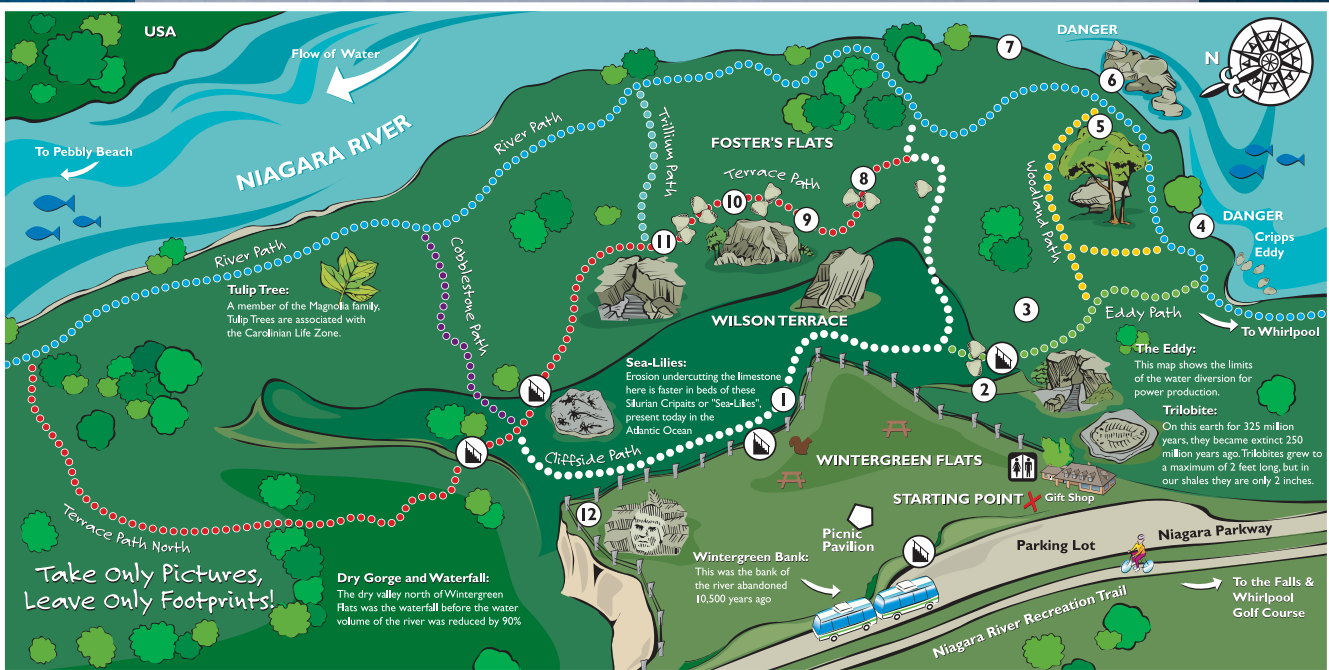 USA
Flow of Water
DANGER
N
7
6
To Pebbly Beach
NIAGARA RIVER
River Path
Trillium Path
FOSTER'S FLATS
5
Woodland Path
Terrace Path
8
10
9
11
4
DANGER
Cripps
Eddy
River Path
Cobblestone Path
Tulip Tree:
A member of the Magnolia family,
Tulip Trees are associated with
the Carolinian Life Zone.
WILSON TERRACE
3
Eddy Path
To Whirlpool
2
The Eddy:
This map shows the limits
of the water diversion for
power production.
Sea-Lilies:
Erosion undercutting the limestone
here is faster in beds of these
Silurian Cripaits or "Sea-Lilies",
present today in the
Atlantic Ocean
1
Trilobite:
On this earth for 325 million
years, they became extinct 250
million years ago. Trilobites grew to
a maximum of 2 feet long, but in
our shales they are only 2 inches.
Cliffside Path
WINTERGREEN FLATS
STARTING POINT X Gift Shop
12
Picnic
Pavilion
Terrace Path North
Parking Lot
Niagara Parkway
Take Only Pictures,
Leave Only Footprints!
Dry Gorge and Waterfall:
The dry valley north of Wintergreen
Flats was the waterfall before the water
volume of the river was reduced by 90%
Wintergreen Bank:
This was the bank of
the river abandoned
10,500 years ago
To the Falls &
Whirlpool
Golf Course
Niagara River Recreation Trail